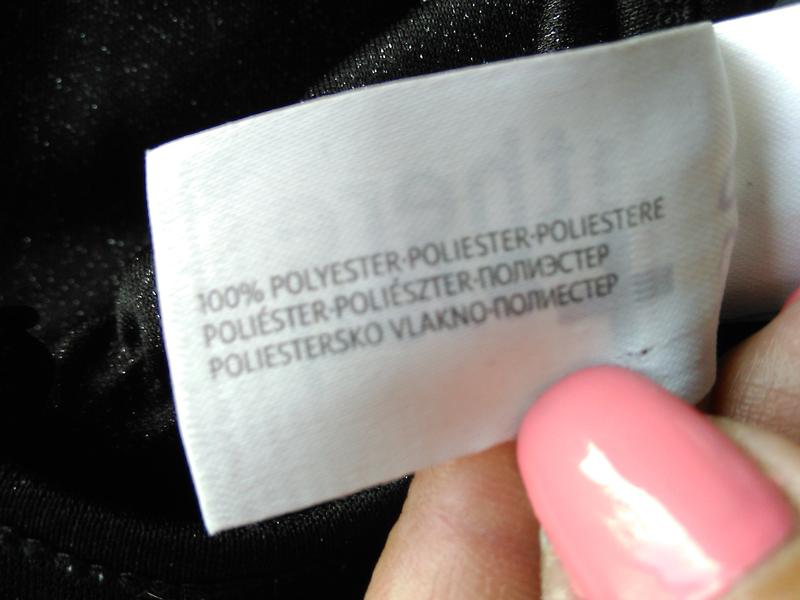 100% POLYESTER·POLIESTER·POLIESTERE
POLIÉSTER·POLIÉSZTER·ПОЛИЭСТЕР
POLIESTERSKO VLAKNO·ПОЛИЕСТЕР